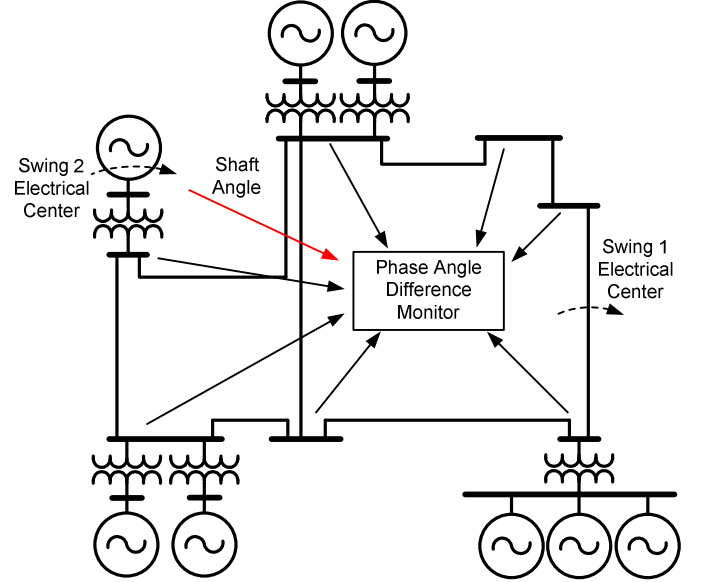 Swing 2
Electrical
Center
Shaft
Angle
Phase Angle
Difference
Monitor
Swing 1
Electrical
Center